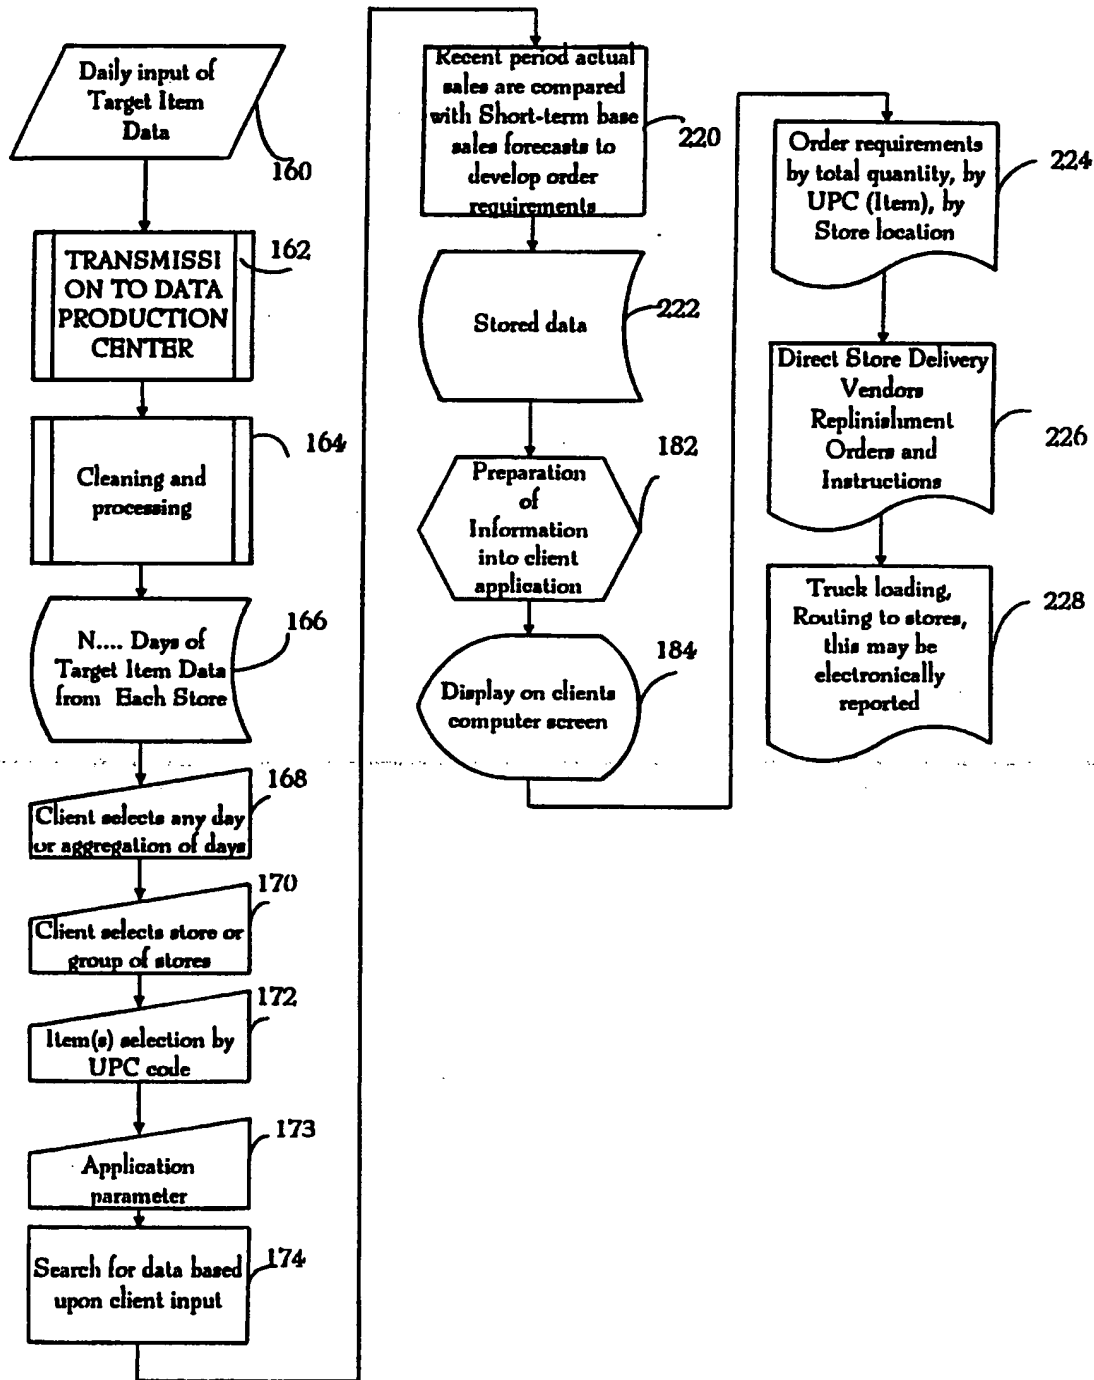 Daily input of
Target Item
Data
160
TRANSMISSI
ON TO DATA
PRODUCTION
CENTER
162
Cleaning and
processing
164
N.... Days of
Target Item Data
from Each Store
166
Client selects any day
or aggregation of days
168
Client selects store or
group of stores
170
Item(s) selection by
UPC code
172
Application
parameter
173
Search for data based
upon client input
174
Recent period actual
sales are compared
with Short-term base
sales forecasts to
develop order
requirements
220
Stored data
222
Preparation
of
Information
into client
application
182
Display on clients
computer screen
184
Order requirements
by total quantity, by
UPC (Item), by
Store location
224
Direct Store Delivery
Vendors
Replinishment
Orders and
Instructions
226
Truck loading,
Routing to stores,
this may be
electronically
reported
228